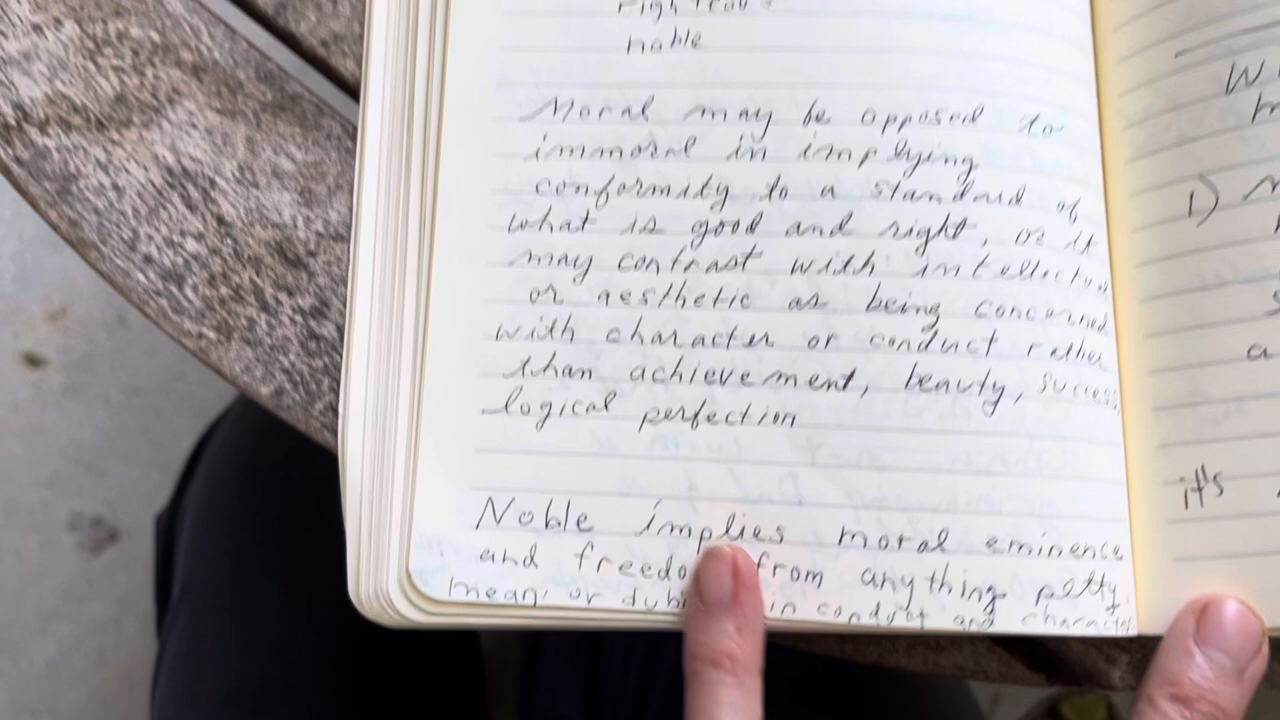 noble
Moral may be opposed to
immoral in implying
conformity to a standard of
what is good and right, or it
may contrast with
or aesthetic as being concerned
with character or conduct rather
than achievement, beauty, success,
logical perfection
Noble implies moral eminence
and from anything petty,
mean, or in conduct and character
1)
it's
a